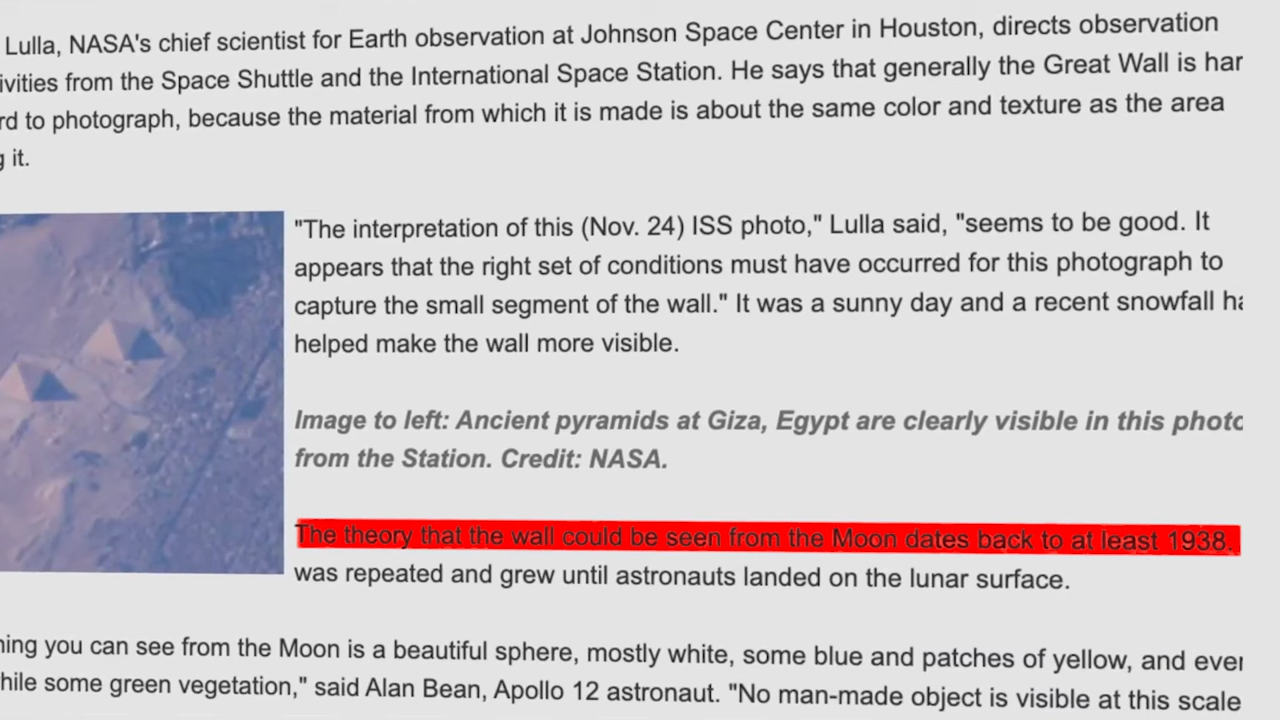 Lulla, NASA's chief scientist for Earth observation at Johnson Space Center in Houston, directs observation
ivities from the Space Shuttle and the International Space Station. He says that generally the Great Wall is har
rd to photograph, because the material from which it is made is about the same color and texture as the area
g it.
"The interpretation of this (Nov. 24) ISS photo," Lulla said, "seems to be good. It
appears that the right set of conditions must have occurred for this photograph to
capture the small segment of the wall." It was a sunny day and a recent snowfall ha
helped make the wall more visible.
Image to left: Ancient pyramids at Giza, Egypt are clearly visible in this photo
from the Station. Credit: NASA.
The theory that the wall could be seen from the Moon dates back to at least 1938.
was repeated and grew until astronauts landed on the lunar surface.
hing you can see from the Moon is a beautiful sphere, mostly white, some blue and patches of yellow, and ever
hile some green vegetation," said Alan Bean, Apollo 12 astronaut. "No man-made object is visible at this scale